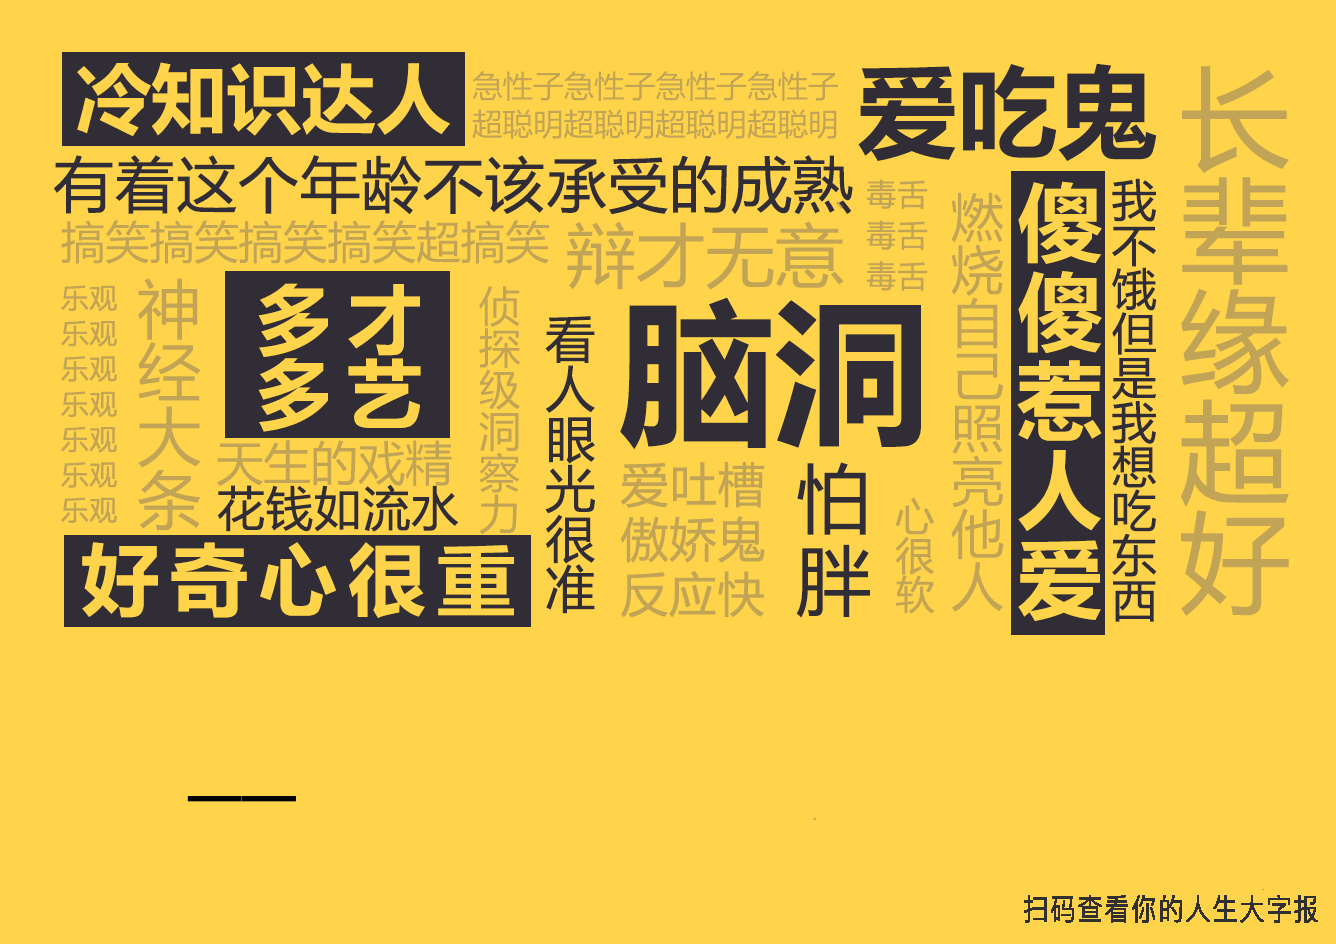 冷知识达人
急性子急性子急性子急性子
超聪明超聪明超聪明超聪明
爱吃鬼
长辈缘超好
有着这个年龄不该承受的成熟
毒舌
毒舌
毒舌
燃烧自己照亮他人
傻傻惹人爱
我不饿但是我想吃东西
搞笑搞笑搞笑搞笑超搞笑
辩才无意
乐观
乐观
乐观
乐观
乐观
乐观
乐观
神经大条
多才
多艺
侦探级洞察力
看人眼光很准
脑洞
天生的戏精
花钱如流水
爱吐槽
傲娇鬼
反应快
怕胖
心很软
好奇心很重
——
扫码查看你的人生大字报